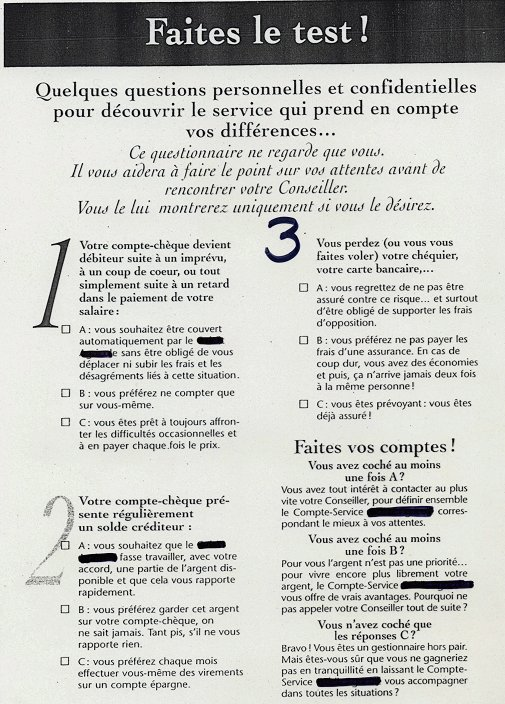 Faites le test !
Quelques questions personnelles et confidentielles
pour découvrir le service qui prend en compte
vos différences...
Ce questionnaire ne regarde que vous.
Il vous aidera à faire le point sur vos attentes avant de
rencontrer votre Conseiller.
Vous le lui montrerez uniquement si vous le désirez.
1
Votre compte-chèque devient
débiteur suite à un imprévu,
à un coup de coeur, ou tout
simplement suite à un retard
dans le paiement de votre
salaire :
A : vous souhaitez être couvert
automatiquement par le
sans être obligé de vous
déplacer ni subir les frais et les
désagréments liés à cette situation.
B : vous préférez ne compter que
sur vous-même.
C : vous êtes prêt à toujours affron-
ter les difficultés occasionnelles et
à en payer chaque fois le prix.
2
Votre compte-chèque pré-
sente régulièrement
un solde créditeur :
A : vous souhaitez que le
fasse travailler, avec votre
accord, une partie de l'argent dis-
ponible et que cela vous rapporte
rapidement.
B : vous préférez garder cet argent
sur votre compte-chèque, on
ne sait jamais. Tant pis, s'il ne vous
rapporte rien.
C : vous préférez chaque mois
effectuer vous-même des virements
sur un compte épargne.
3
Vous perdez (ou vous vous
faites voler) votre chéquier,
votre carte bancaire,...
A : vous regrettez de ne pas être
assuré contre ce risque... et surtout
d'être obligé de supporter les frais
d'opposition.
B : vous préférez ne pas payer les
frais d'une assurance. En cas de
coup dur, vous avez des économies
et puis, ça n'arrive jamais deux fois
à la même personne !
C : vous êtes prévoyant : vous êtes
déjà assuré !
Faites vos comptes !
Vous avez coché au moins
une fois A ?
Vous avez tout intérêt à contacter au plus
vite votre Conseiller, pour définir ensemble
le Compte-Service corres-
pondant le mieux à vos attentes.
Vous avez coché au moins
une fois B ?
Pour vous l'argent n'est pas une priorité...
pour vivre encore plus librement votre
argent, le Compte-Service
vous offre de vrais avantages. Pourquoi ne
pas appeler votre Conseiller tout de suite ?
Vous n'avez coché que
les réponses C ?
Bravo ! Vous êtes un gestionnaire hors pair.
Mais êtes-vous sûr que vous ne gagneriez
pas en tranquillité en laissant le Compte-
Service vous accompagner
dans toutes les situations ?